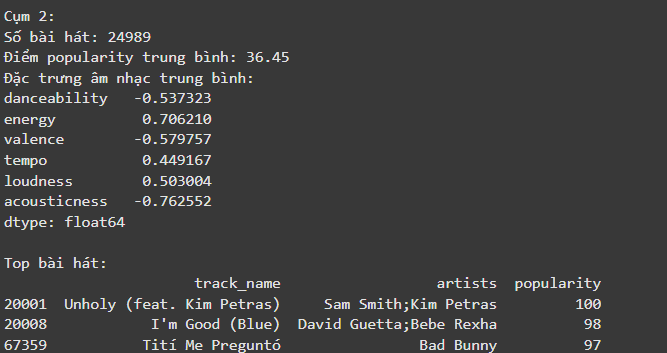 Cụm 2:
Số bài hát: 24989
Điểm popularity trung bình: 36.45
Đặc trưng âm nhạc trung bình:
danceability   -0.537323
energy          0.706210
valence        -0.579757
tempo           0.449167
loudness        0.503004
acousticness   -0.762552
dtype: float64

Top bài hát:
                        track_name                   artists  popularity
20001  Unholy (feat. Kim Petras)     Sam Smith;Kim Petras         100
20008            I'm Good (Blue)  David Guetta;Bebe Rexha          98
67359           Tití Me Preguntó                Bad Bunny          97